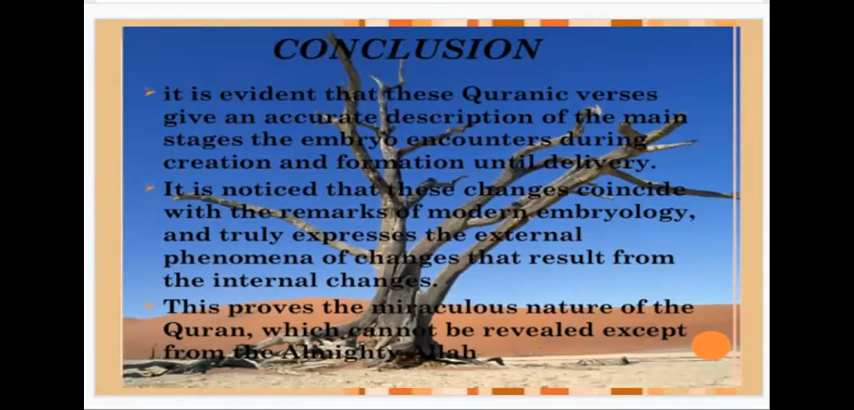 CONCLUSION
it is evident that these Quranic verses
give an accurate description of the main
stages the embryo encounters during
creation and formation until delivery.
It is noticed that these changes coincide
with the remarks of modern embryology,
and truly expresses the external
phenomena of changes that result from
the internal changes.
This proves the miraculous nature of the
Quran, which cannot be revealed except
from the Almighty Allah